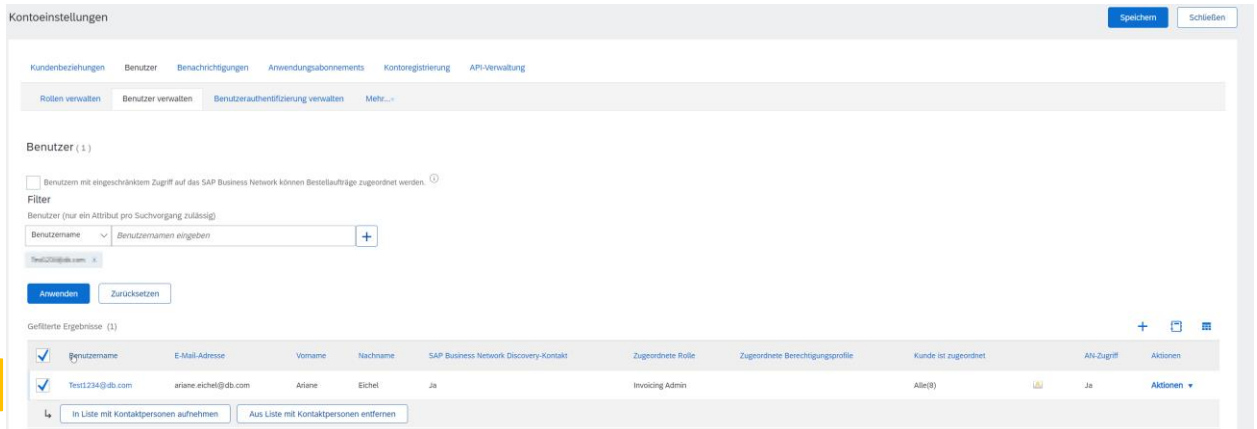 Kontoeinstellungen Speichern Schließen
Kundenbeziehungen Benutzer Benachrichtigungen Anwendungsabonnements Kontoregistrierung API-Verwaltung
Rollen verwalten Benutzer verwalten Benutzerauthentifizierung verwalten Mehr...
Benutzer (1)
Benutzern mit eingeschränktem Zugriff auf das SAP Business Network können Bestellaufträge zugeordnet werden.
Filter
Benutzer (nur ein Attribut pro Suchvorgang zulässig)
Benutzername Benutzernamen eingeben +
Test1234@db.com x
Anwenden Zurücksetzen
Gefilterte Ergebnisse (1)
Benutzername E-Mail-Adresse Vorname Nachname SAP Business Network Discovery-Kontakt Zugeordnete Rolle Zugeordnete Berechtigungsprofile Kunde ist zugeordnet AN-Zugriff Aktionen
Test1234@db.com ariane.eichel@db.com Ariane Eichel Ja Invoicing Admin Alle(8) Ja Aktionen
In Liste mit Kontaktpersonen aufnehmen Aus Liste mit Kontaktpersonen entfernen